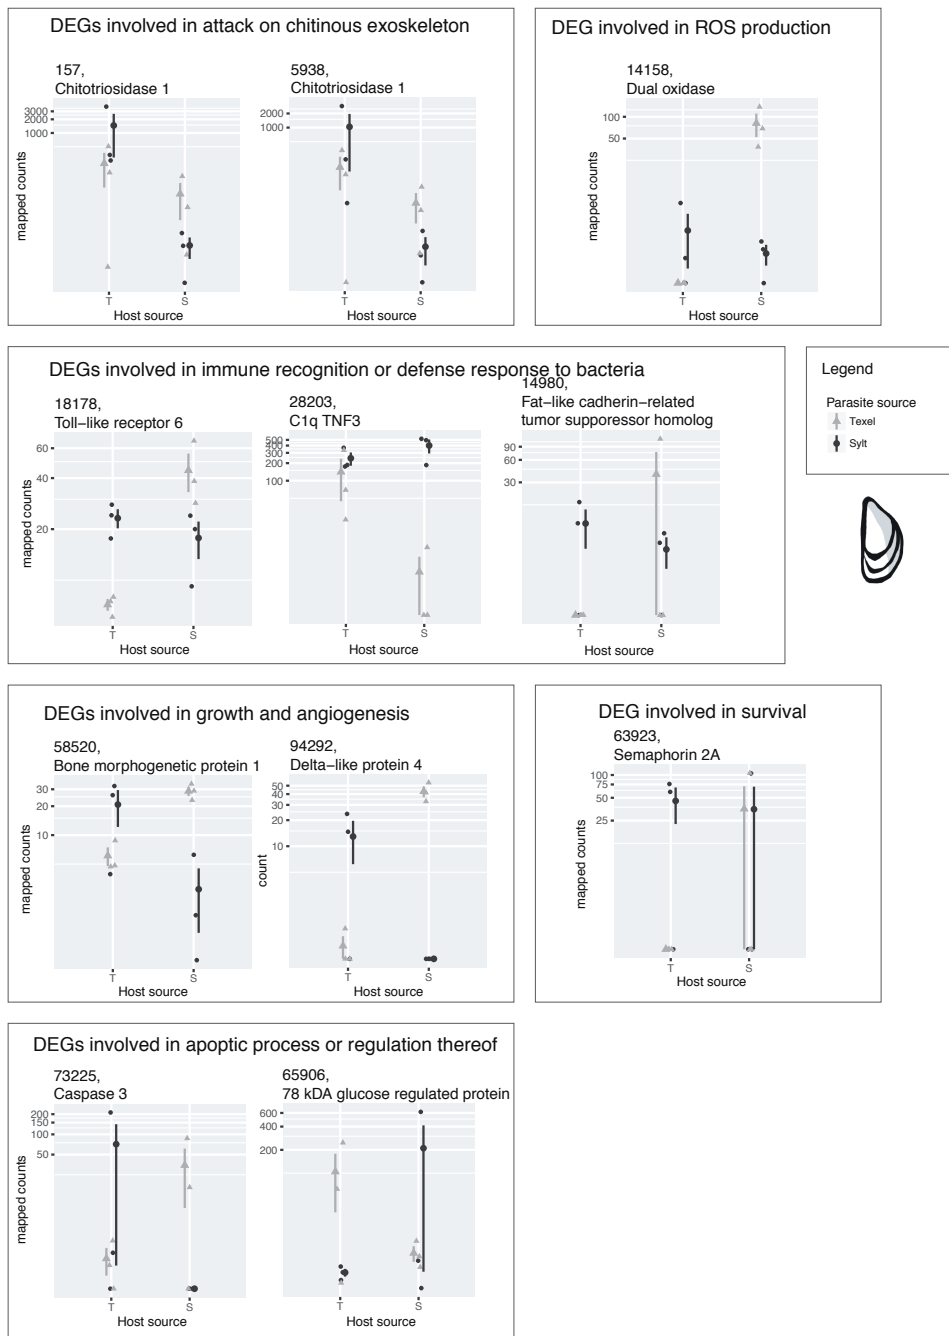 DEGs involved in attack on chitinous exoskeleton
157,
Chitotriosidase 1
3000
2000
1000
mapped counts
T
S
Host source
5938,
Chitotriosidase 1
2000
1000
T
S
Host source
DEG involved in ROS production
14158,
Dual oxidase
100
50
mapped counts
T
S
Host source
DEGs involved in immune recognition or defense response to bacteria
18178,
Toll−like receptor 6
60
40
20
mapped counts
T
S
Host source
28203,
C1q TNF3
500
400
300
200
100
T
S
Host source
14980,
Fat−like cadherin−related
tumor suporessor homolog
90
60
30
T
S
Host source
Legend
Parasite source
Texel
Sylt
DEGs involved in growth and angiogenesis
58520,
Bone morphogenetic protein 1
30
20
10
mapped counts
T
S
Host source
94292,
Delta−like protein 4
50
40
30
20
10
count
T
S
Host source
DEG involved in survival
63923,
Semaphorin 2A
100
75
50
25
mapped counts
T
S
Host source
DEGs involved in apoptic process or regulation thereof
73225,
Caspase 3
200
150
100
50
mapped counts
T
S
Host source
65906,
78 kDA glucose regulated protein
600
400
200
T
S
Host source